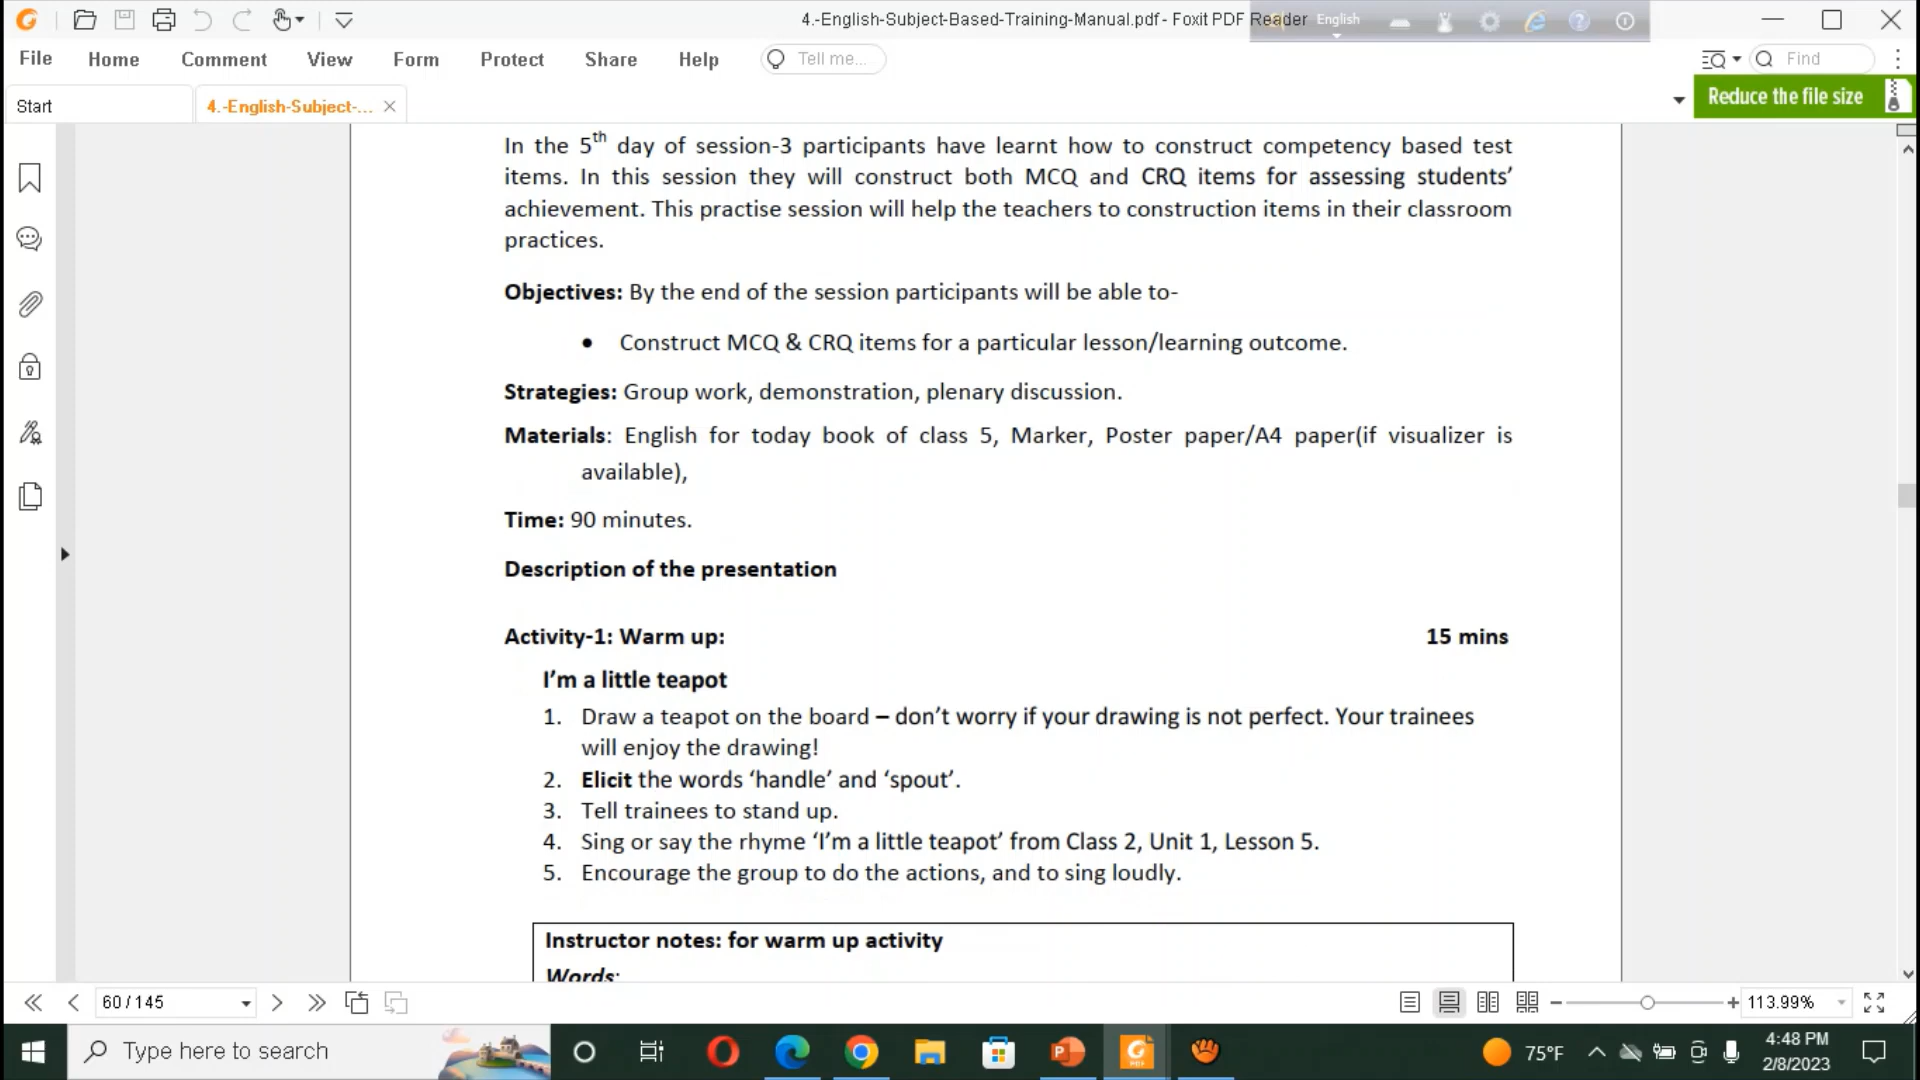 4.-English-Subject-Based-Training-Manual.pdf - Foxit PDF Reader
English
File Home Comment View Form Protect Share Help Tell me... Find
Start 4.-English-Subject-... Reduce the file size
In the 5th day of session-3 participants have learnt how to construct competency based test
items. In this session they will construct both MCQ and CRQ items for assessing students’
achievement. This practise session will help the teachers to construction items in their classroom
practices.
Objectives: By the end of the session participants will be able to-
• Construct MCQ & CRQ items for a particular lesson/learning outcome.
Strategies: Group work, demonstration, plenary discussion.
Materials: English for today book of class 5, Marker, Poster paper/A4 paper(if visualizer is
available),
Time: 90 minutes.
Description of the presentation
Activity-1: Warm up: 15 mins
I’m a little teapot
1. Draw a teapot on the board – don’t worry if your drawing is not perfect. Your trainees
will enjoy the drawing!
2. Elicit the words ‘handle’ and ‘spout’.
3. Tell trainees to stand up.
4. Sing or say the rhyme ‘I’m a little teapot’ from Class 2, Unit 1, Lesson 5.
5. Encourage the group to do the actions, and to sing loudly.
Instructor notes: for warm up activity
Words:
60 / 145 113.99%
Type here to search 75°F 4:48 PM
2/8/2023